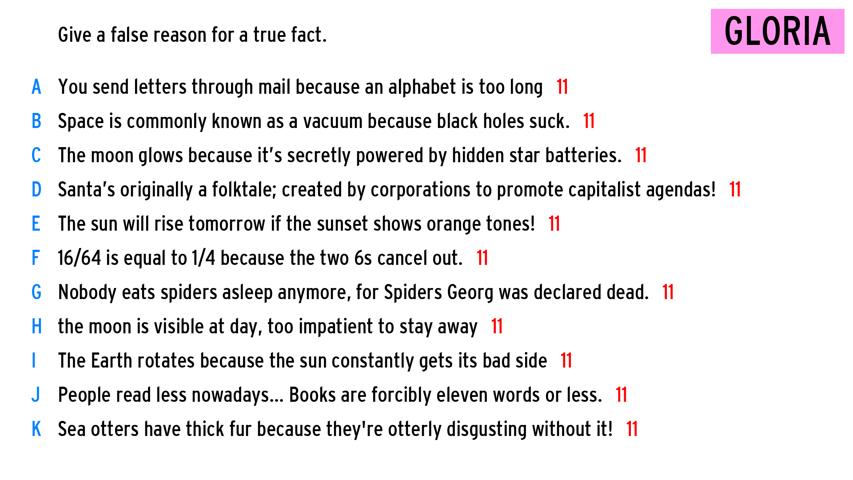 Give a false reason for a true fact.
GLORIA
A You send letters through mail because an alphabet is too long 11
B Space is commonly known as a vacuum because black holes suck. 11
C The moon glows because it's secretly powered by hidden star batteries. 11
D Santa's originally a folktale; created by corporations to promote capitalist agendas! 11
E The sun will rise tomorrow if the sunset shows orange tones! 11
F 16/64 is equal to 1/4 because the two 6s cancel out. 11
G Nobody eats spiders asleep anymore, for Spiders Georg was declared dead. 11
H the moon is visible at day, too impatient to stay away 11
I The Earth rotates because the sun constantly gets its bad side 11
J People read less nowadays... Books are forcibly eleven words or less. 11
K Sea otters have thick fur because they're otterly disgusting without it! 11